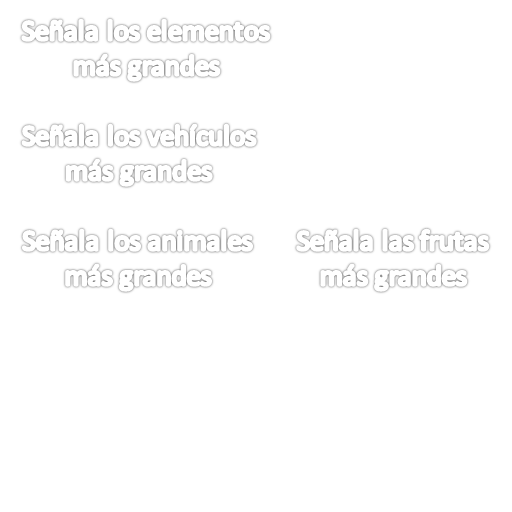 Señala los elementos
más grandes
Señala los vehículos
más grandes
Señala los animales
más grandes
Señala las frutas
más grandes